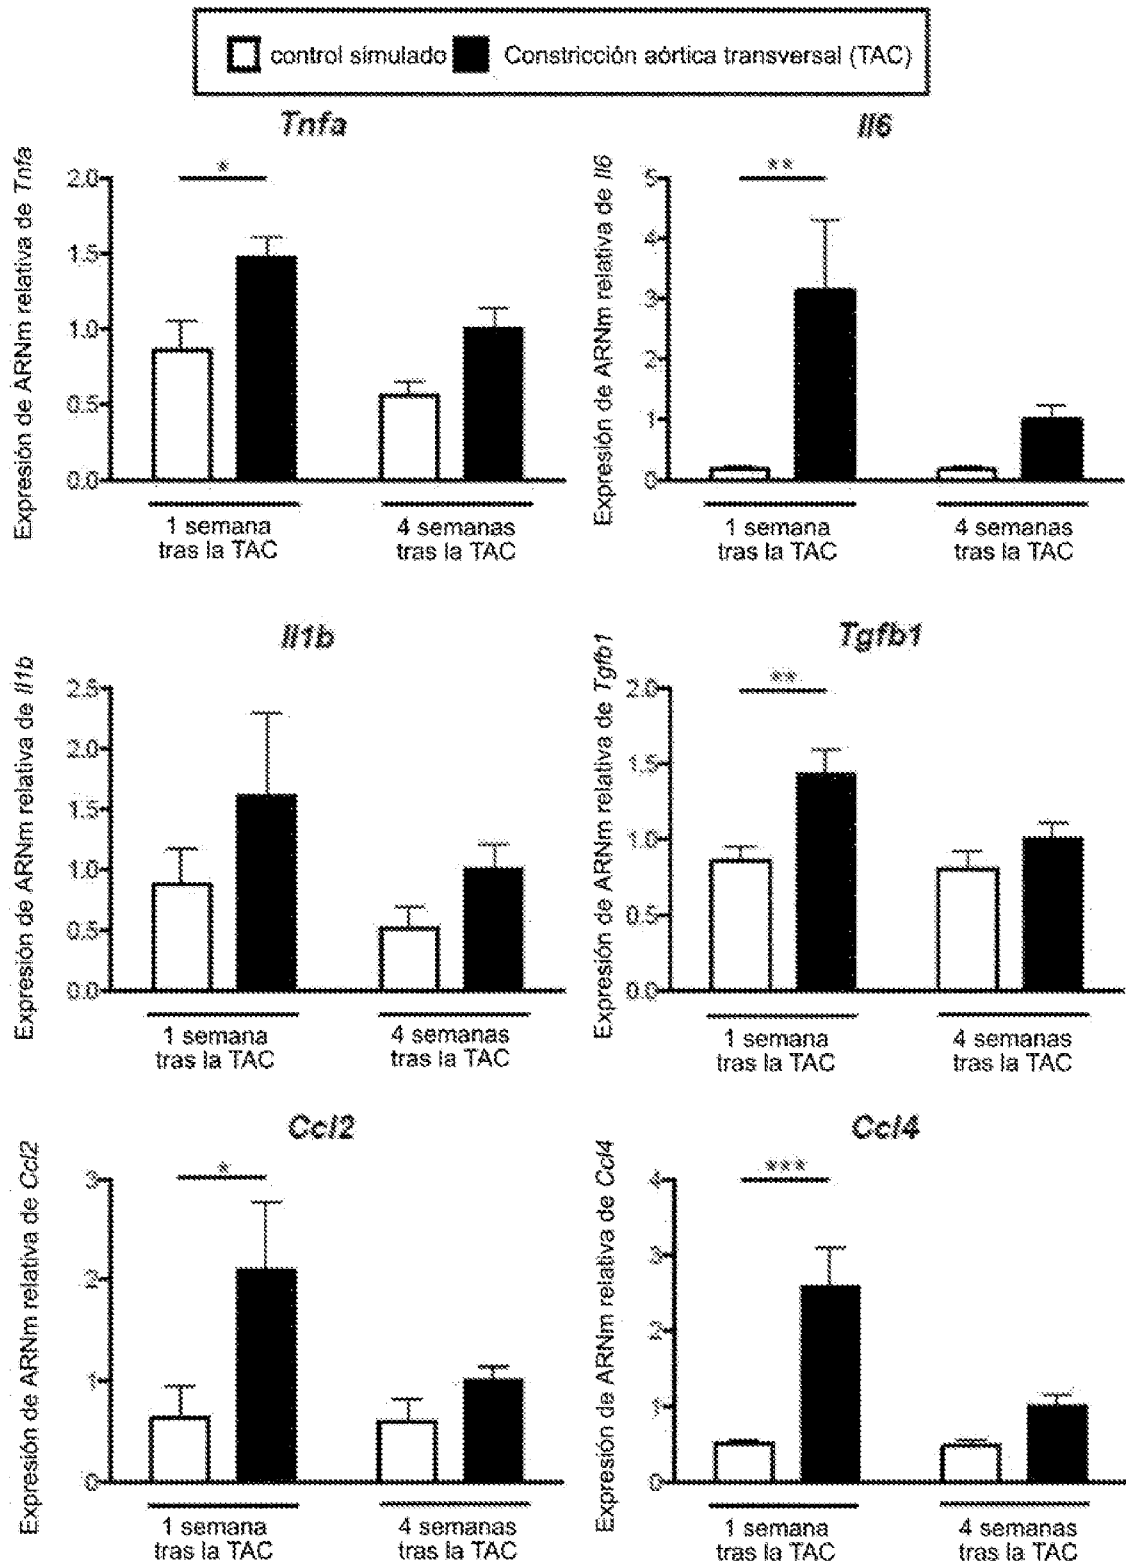 control simulado Constricción aórtica transversal (TAC)
Tnfa
Expresión de ARNm relativa de Tnfa
2.0
1.5
1.0
0.5
0.0
*
1 semana
tras la TAC
4 semanas
tras la TAC
Il6
Expresión de ARNm relativa de Il6
5
4
3
2
1
0
**
1 semana
tras la TAC
4 semanas
tras la TAC
Il1b
Expresión de ARNm relativa de Il1b
2.5
2.0
1.5
1.0
0.5
0.0
1 semana
tras la TAC
4 semanas
tras la TAC
Tgfb1
Expresión de ARNm relativa de Tgfb1
2.0
1.5
1.0
0.5
0.0
**
1 semana
tras la TAC
4 semanas
tras la TAC
Ccl2
Expresión de ARNm relativa de Ccl2
3
2
1
0
*
1 semana
tras la TAC
4 semanas
tras la TAC
Ccl4
Expresión de ARNm relativa de Ccl4
4
3
2
1
0
***
1 semana
tras la TAC
4 semanas
tras la TAC